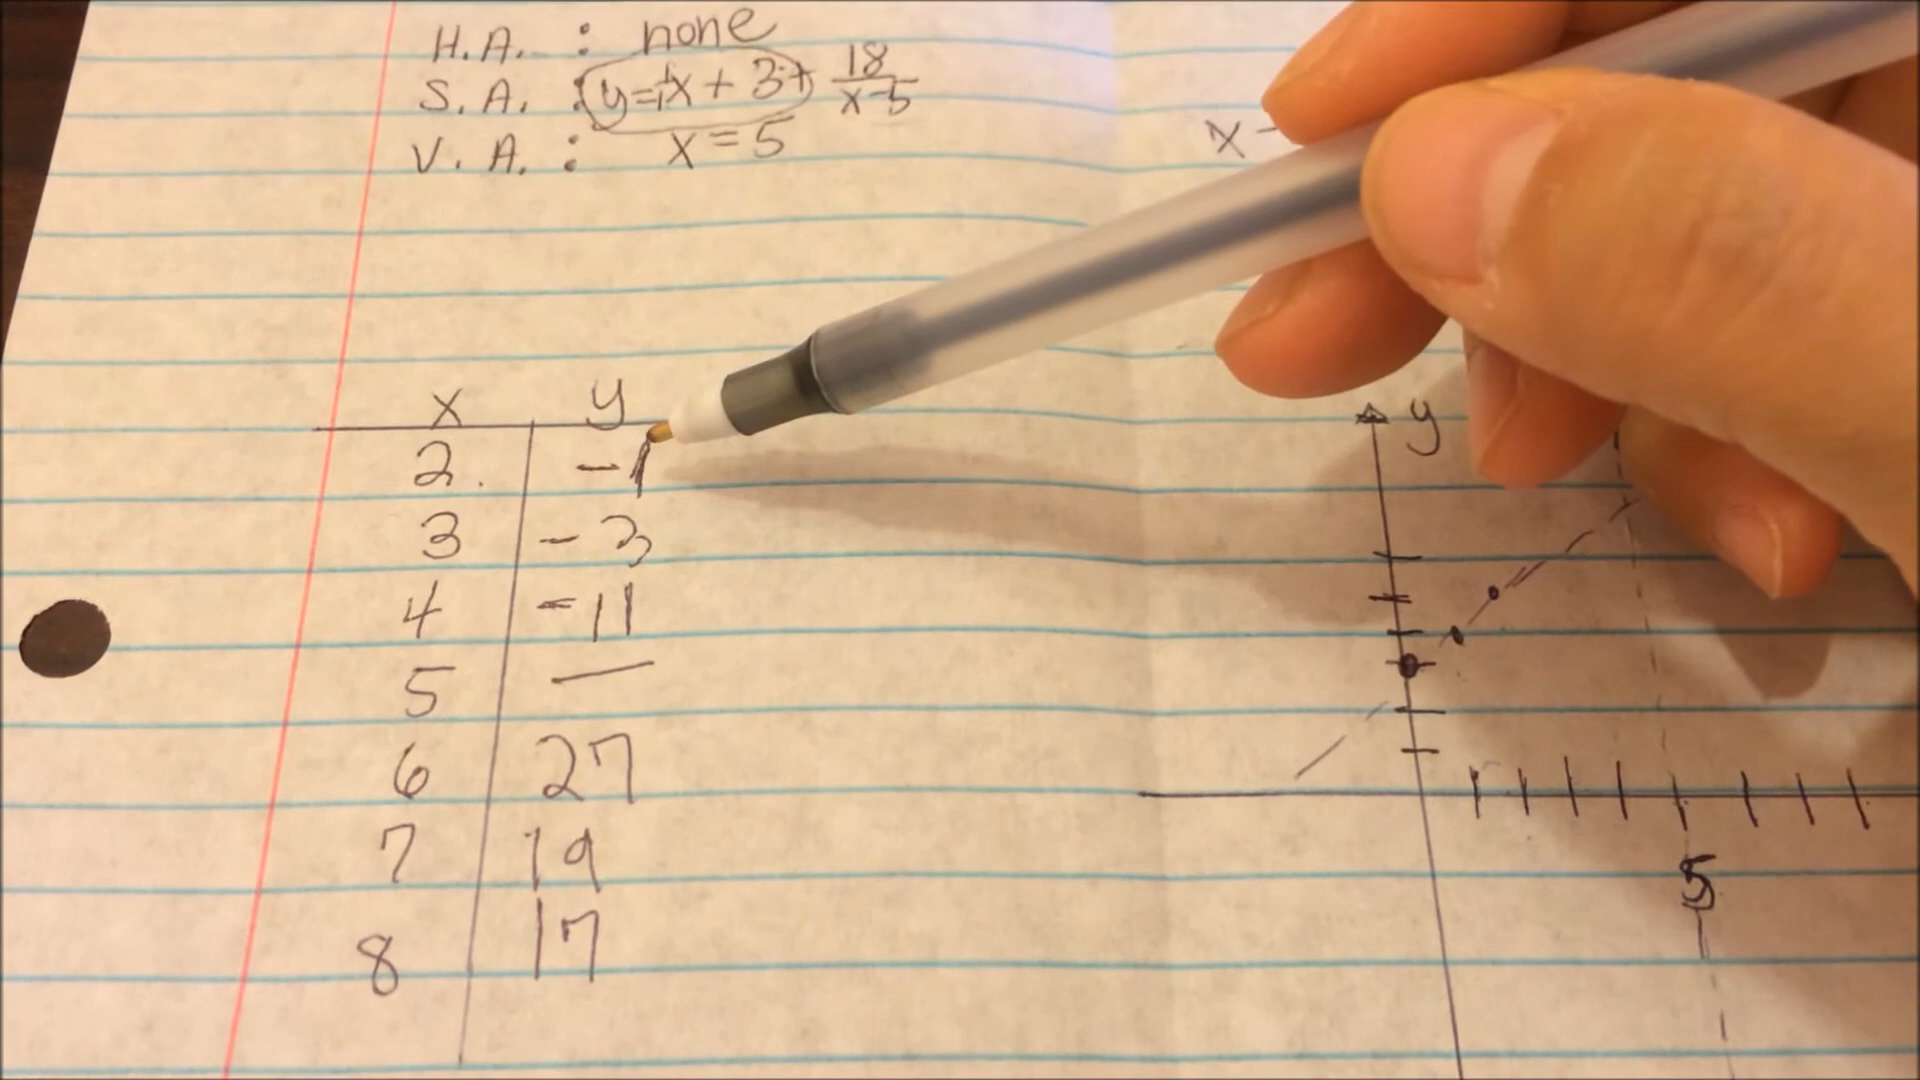 H.A. : none
S.A. : y=1x + 3 + 18/x-5
V.A. : x = 5
x -
x y
2. -1
3 -3
4 -11
5 —
6 27
7 19
8 17
y
5